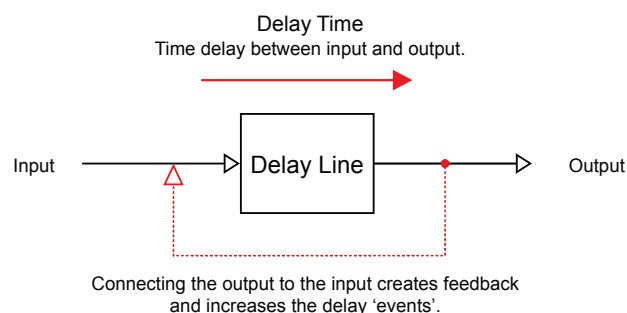 Delay Time
Time delay between input and output.
Input
Delay Line
Output
Connecting the output to the input creates feedback
and increases the delay ‘events’.